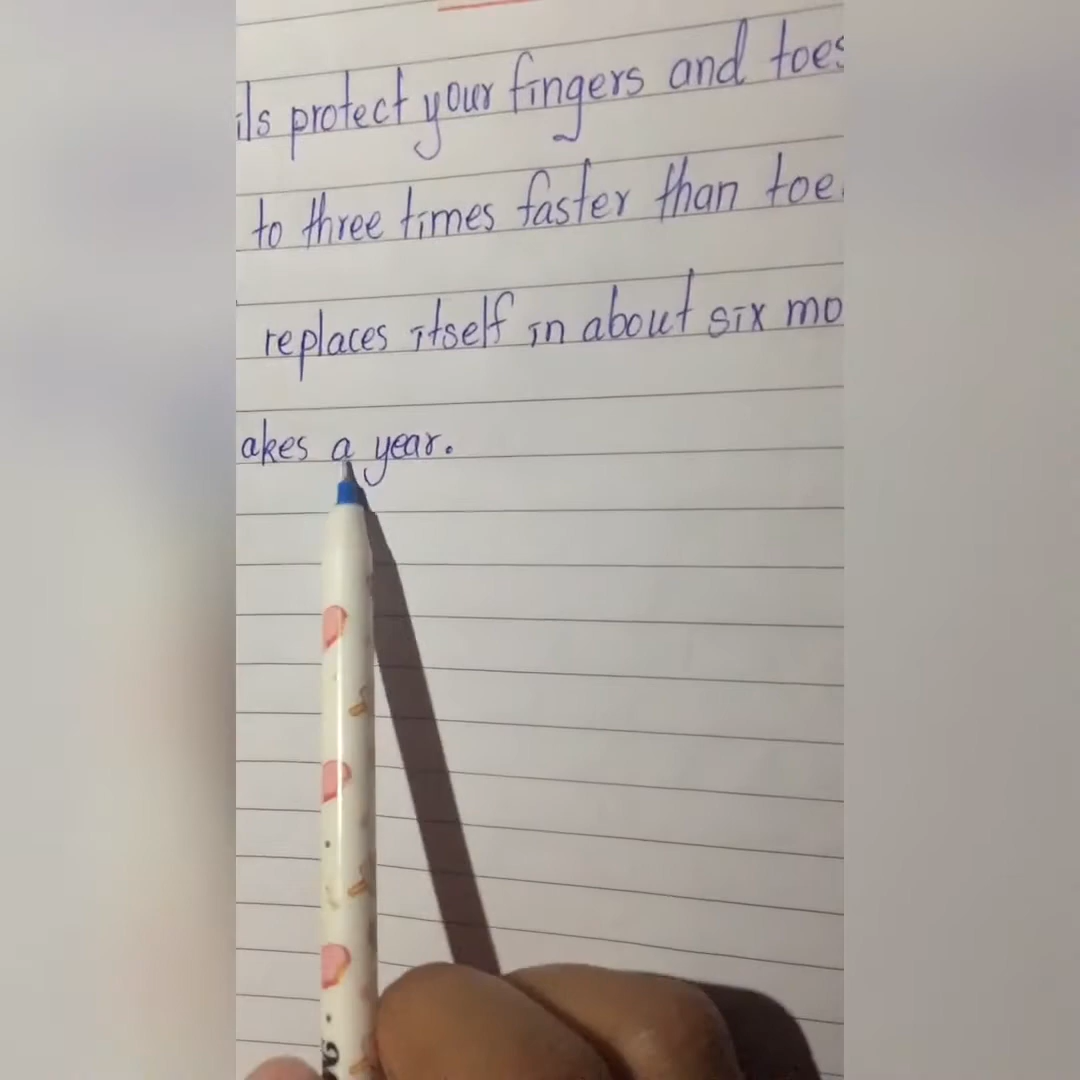 ils protect your fingers and toes
to three times faster than toe
replaces itself in about six mo
akes a year.